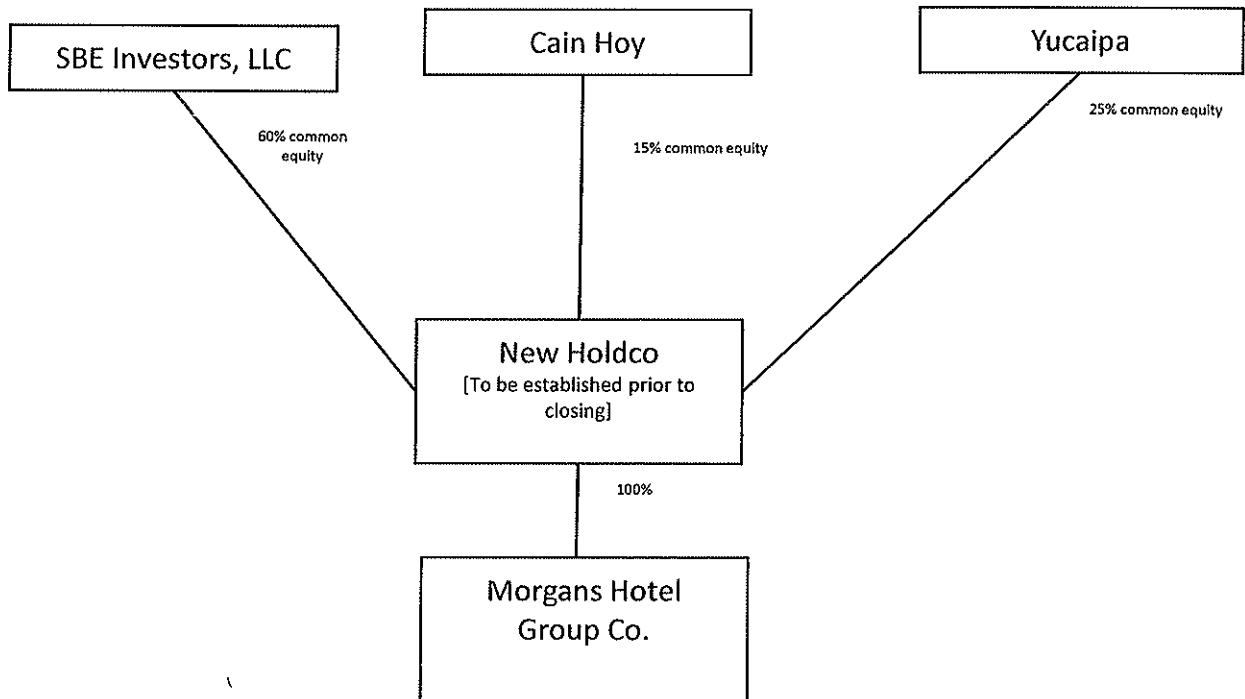 SBE Investors, LLC
Cain Hoy
Yucaipa
60% common
equity
15% common equity
25% common equity
New Holdco
[To be established prior to
closing]
100%
Morgans Hotel
Group Co.